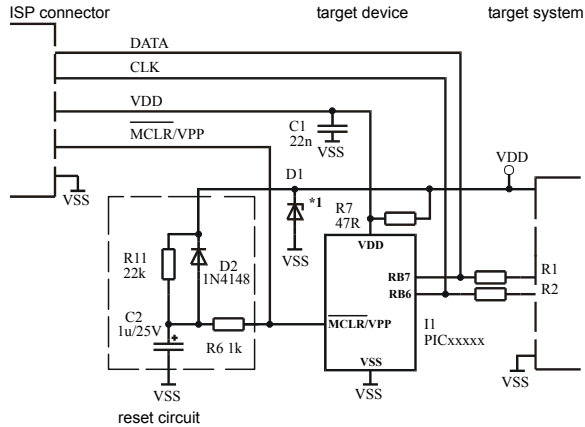 ISP connector
target device
target system
DATA
CLK
VDD
MCLR/VPP
VSS
C1
22n
VSS
D1
*1
VSS
R7
47R
VDD
VDD
R11
22k
D2
1N4148
C2
1u/25V
+
R6 1k
VSS
reset circuit
RB7
RB6
R1
R2
MCLR/VPP
I1
PICxxxxx
VSS
VSS
VSS